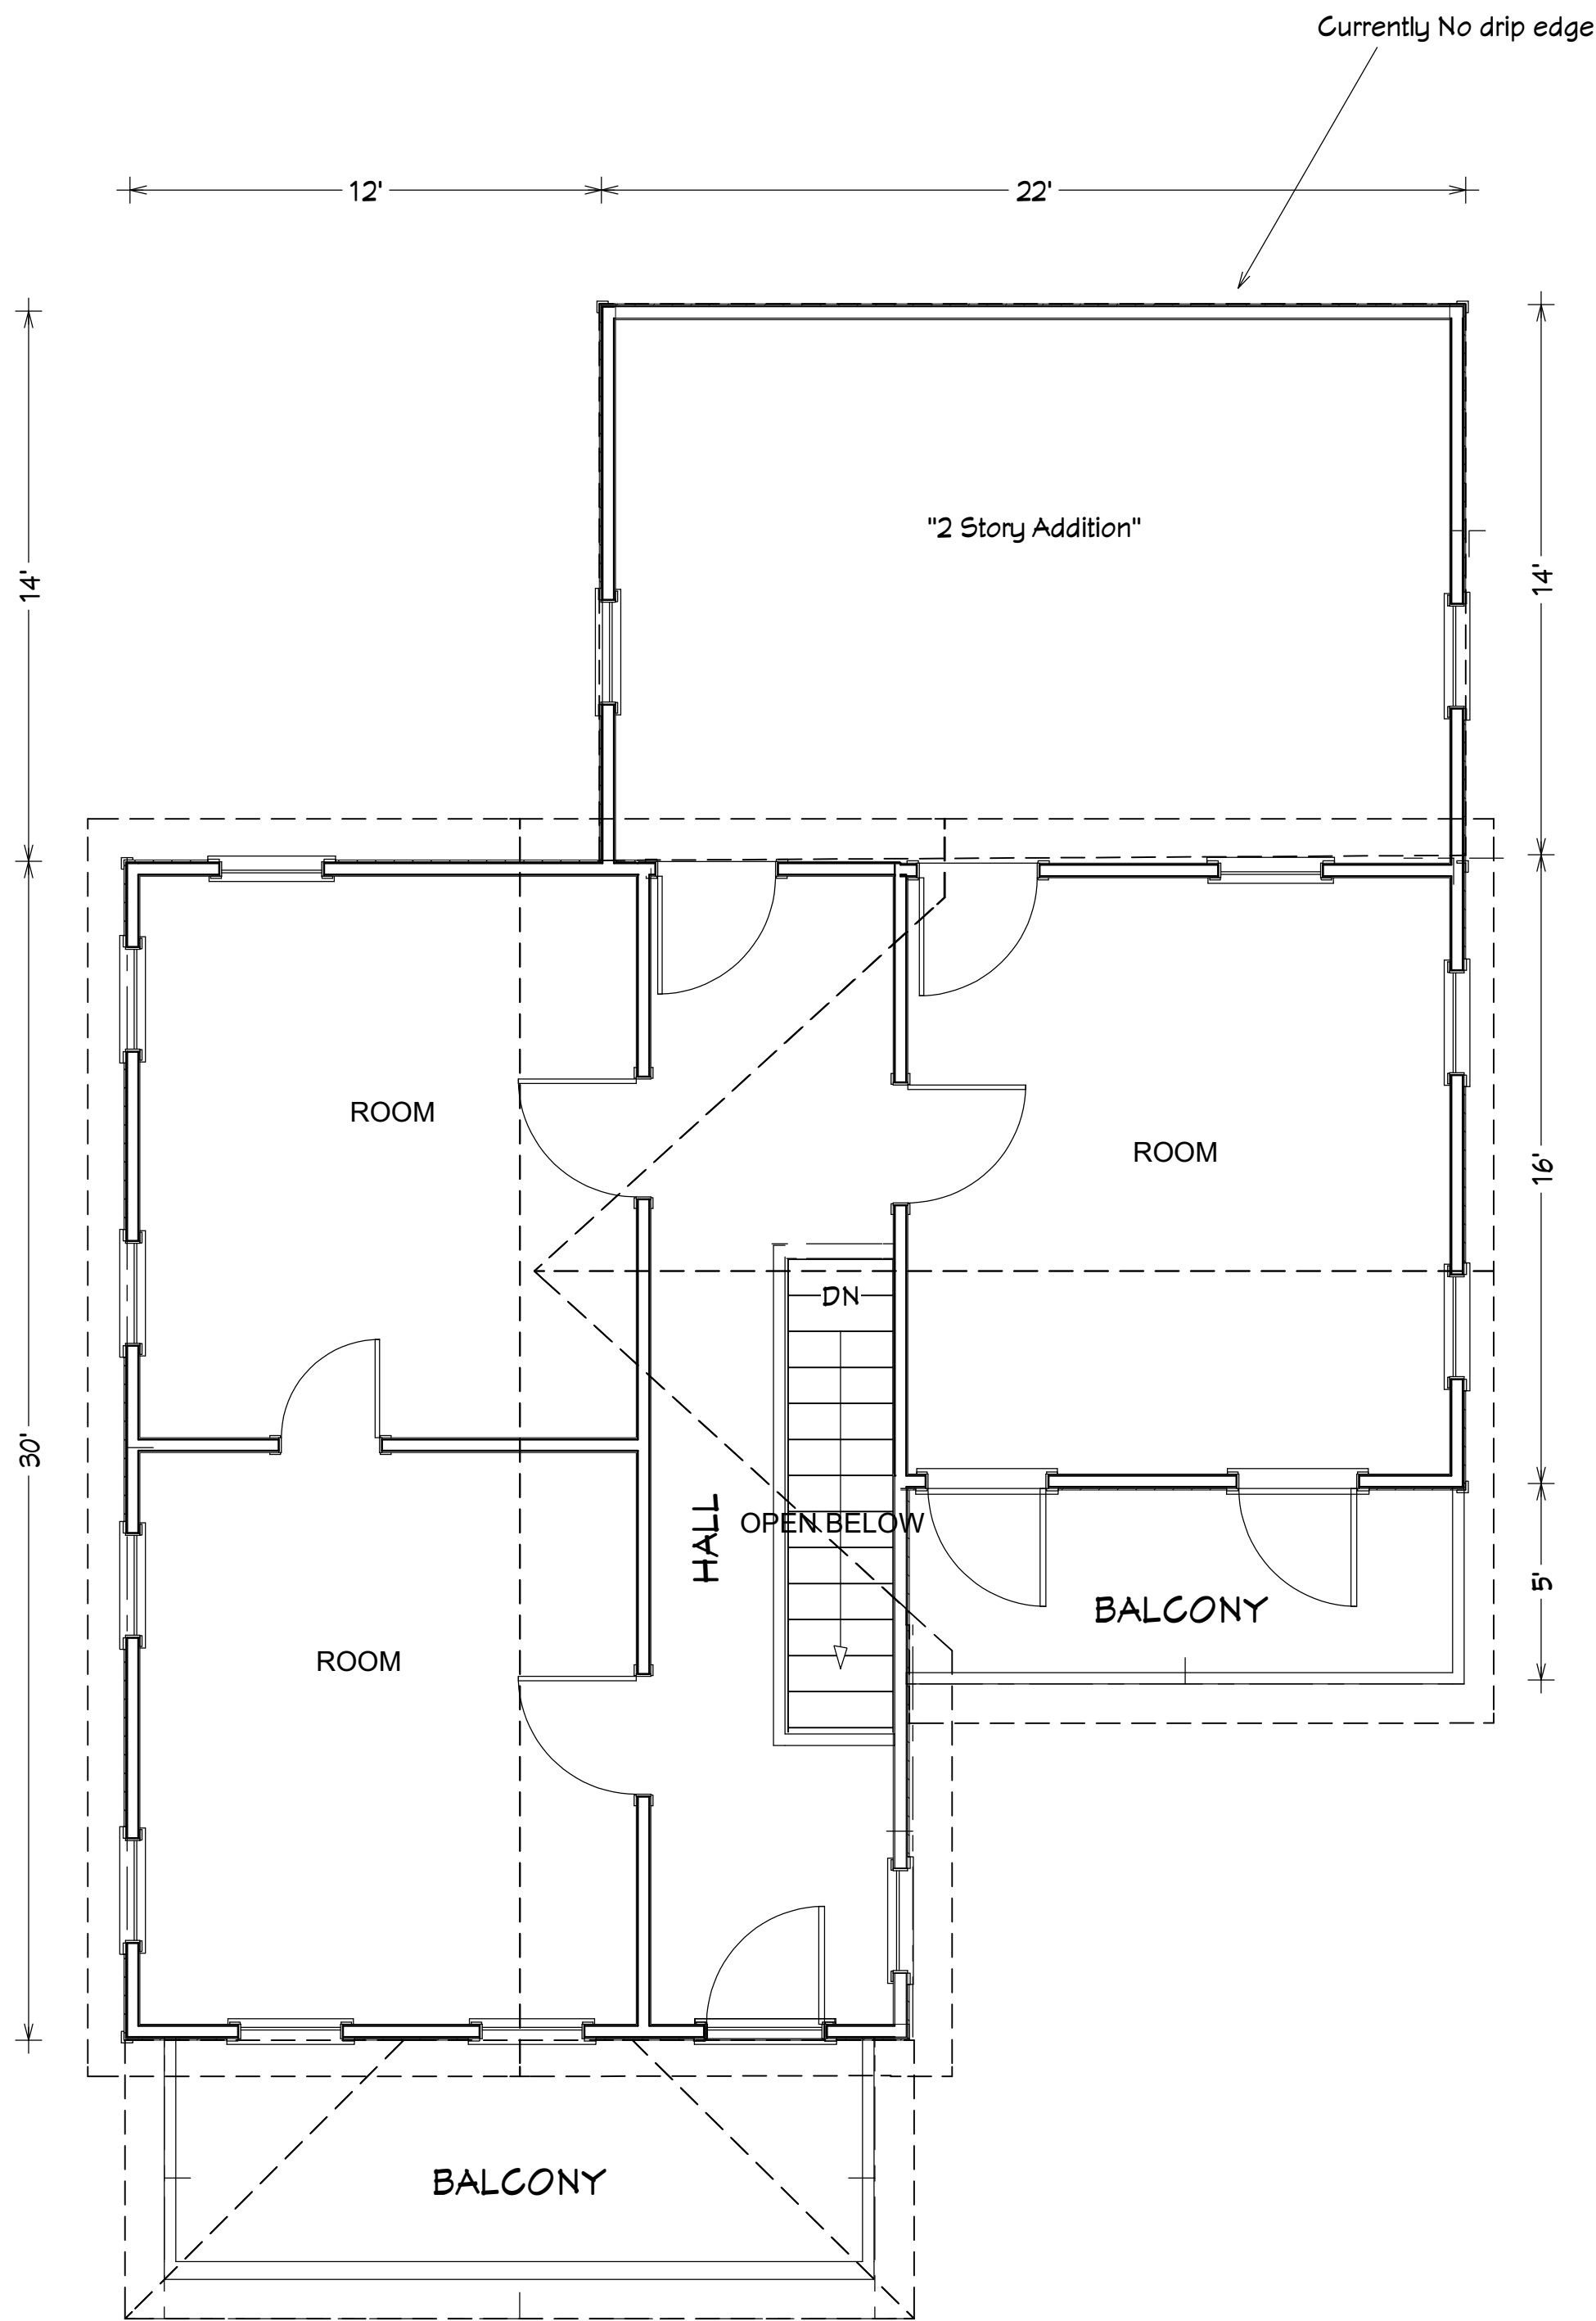 Currently No drip edge
12'
22'
"2 Story Addition"
14'
14'
ROOM
ROOM
16'
DN
30'
HALL
OPEN BELOW
5'
BALCONY
ROOM
BALCONY